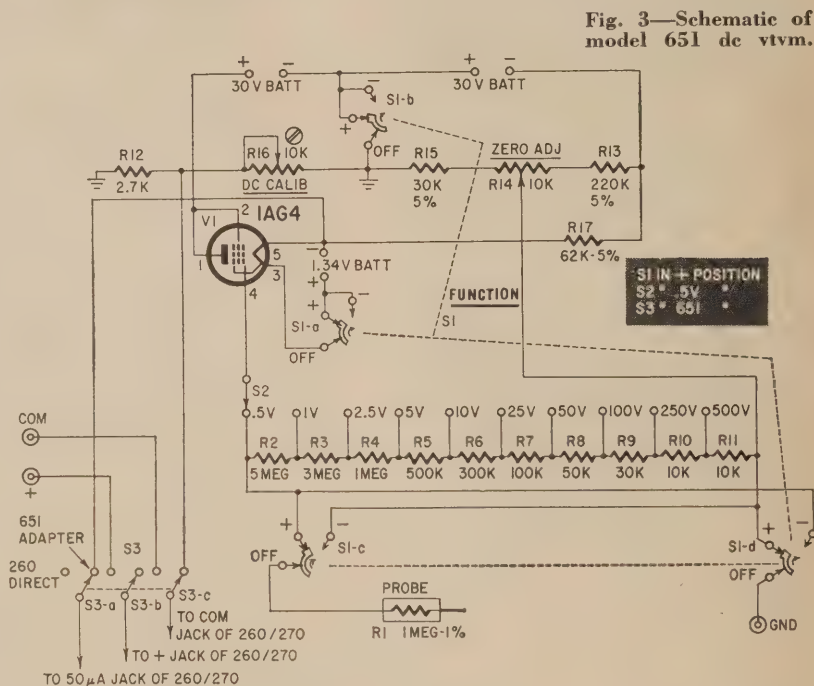 Fig. 3—Schematic of
model 651 dc vtvm.
+ − + −
30V BATT
30V BATT
−
S1-b
+
OFF
R12
2.7K
R16 10K
DC CALIB
R15
30K
5%
ZERO ADJ
R14 10K
R13
220K
5%
R17
62K-5%
V1
1AG4
2
1
5
3
4
−
1.34V BATT
+
+
−
S1-a
OFF
FUNCTION
S1
S1 IN + POSITION
S2 " .5V "
S3 " 651 "
S2
.5V 1V 2.5V 5V 10V 25V 50V 100V 250V 500V
R2 R3 R4 R5 R6 R7 R8 R9 R10 R11
5MEG 3MEG 1MEG 500K 300K 100K 50K 30K 10K 10K
COM
+
651
ADAPTER
S3
260
DIRECT
S3-a
S3-b
S3-c
+ −
S1-c
OFF
+ −
S1-d
OFF
PROBE
R1 1MEG-1%
GND
TO COM
JACK OF 260/270
TO + JACK OF 260/270
TO 50μA JACK OF 260/270